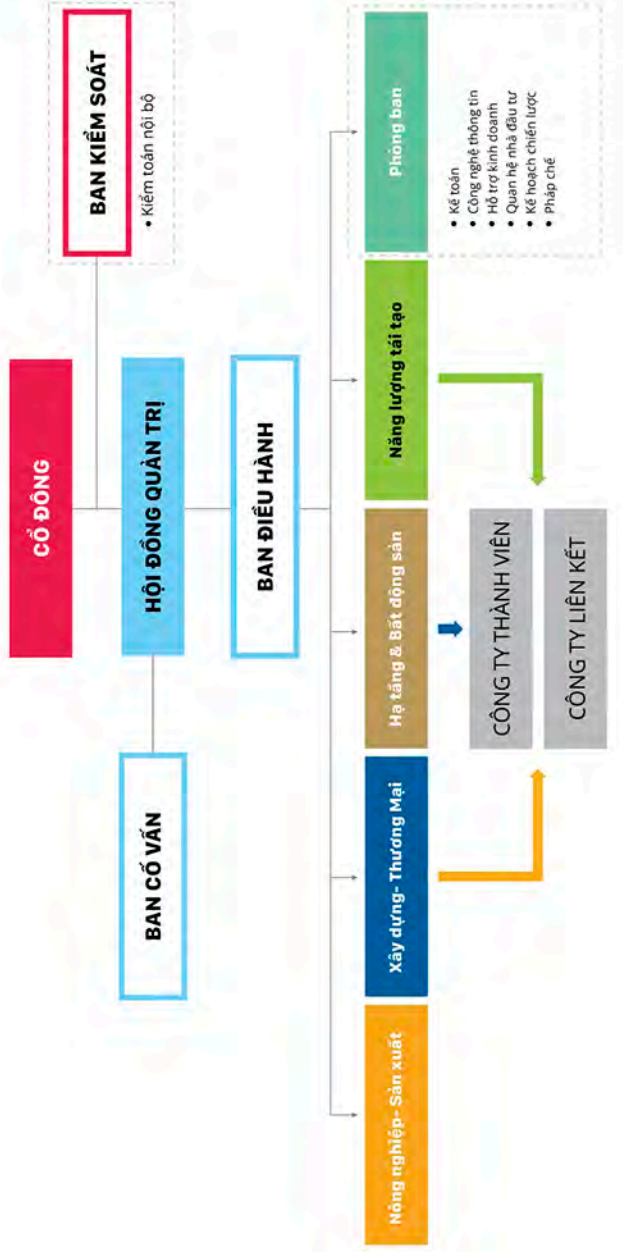 CỔ ĐÔNG
BAN KIỂM SOÁT
• Kiểm toán nội bộ
BAN CỐ VẤN
HỘI ĐỒNG QUẢN TRỊ
BAN ĐIỀU HÀNH
Nông nghiệp- Sản xuất
Xây dựng- Thương Mại
Hạ tầng & Bất động sản
Năng lượng tái tạo
Phòng ban
• Kế toán
• Công nghệ thông tin
• Hỗ trợ kinh doanh
• Quan hệ nhà đầu tư
• Kế hoạch chiến lược
• Pháp chế
CÔNG TY THÀNH VIÊN
CÔNG TY LIÊN KẾT